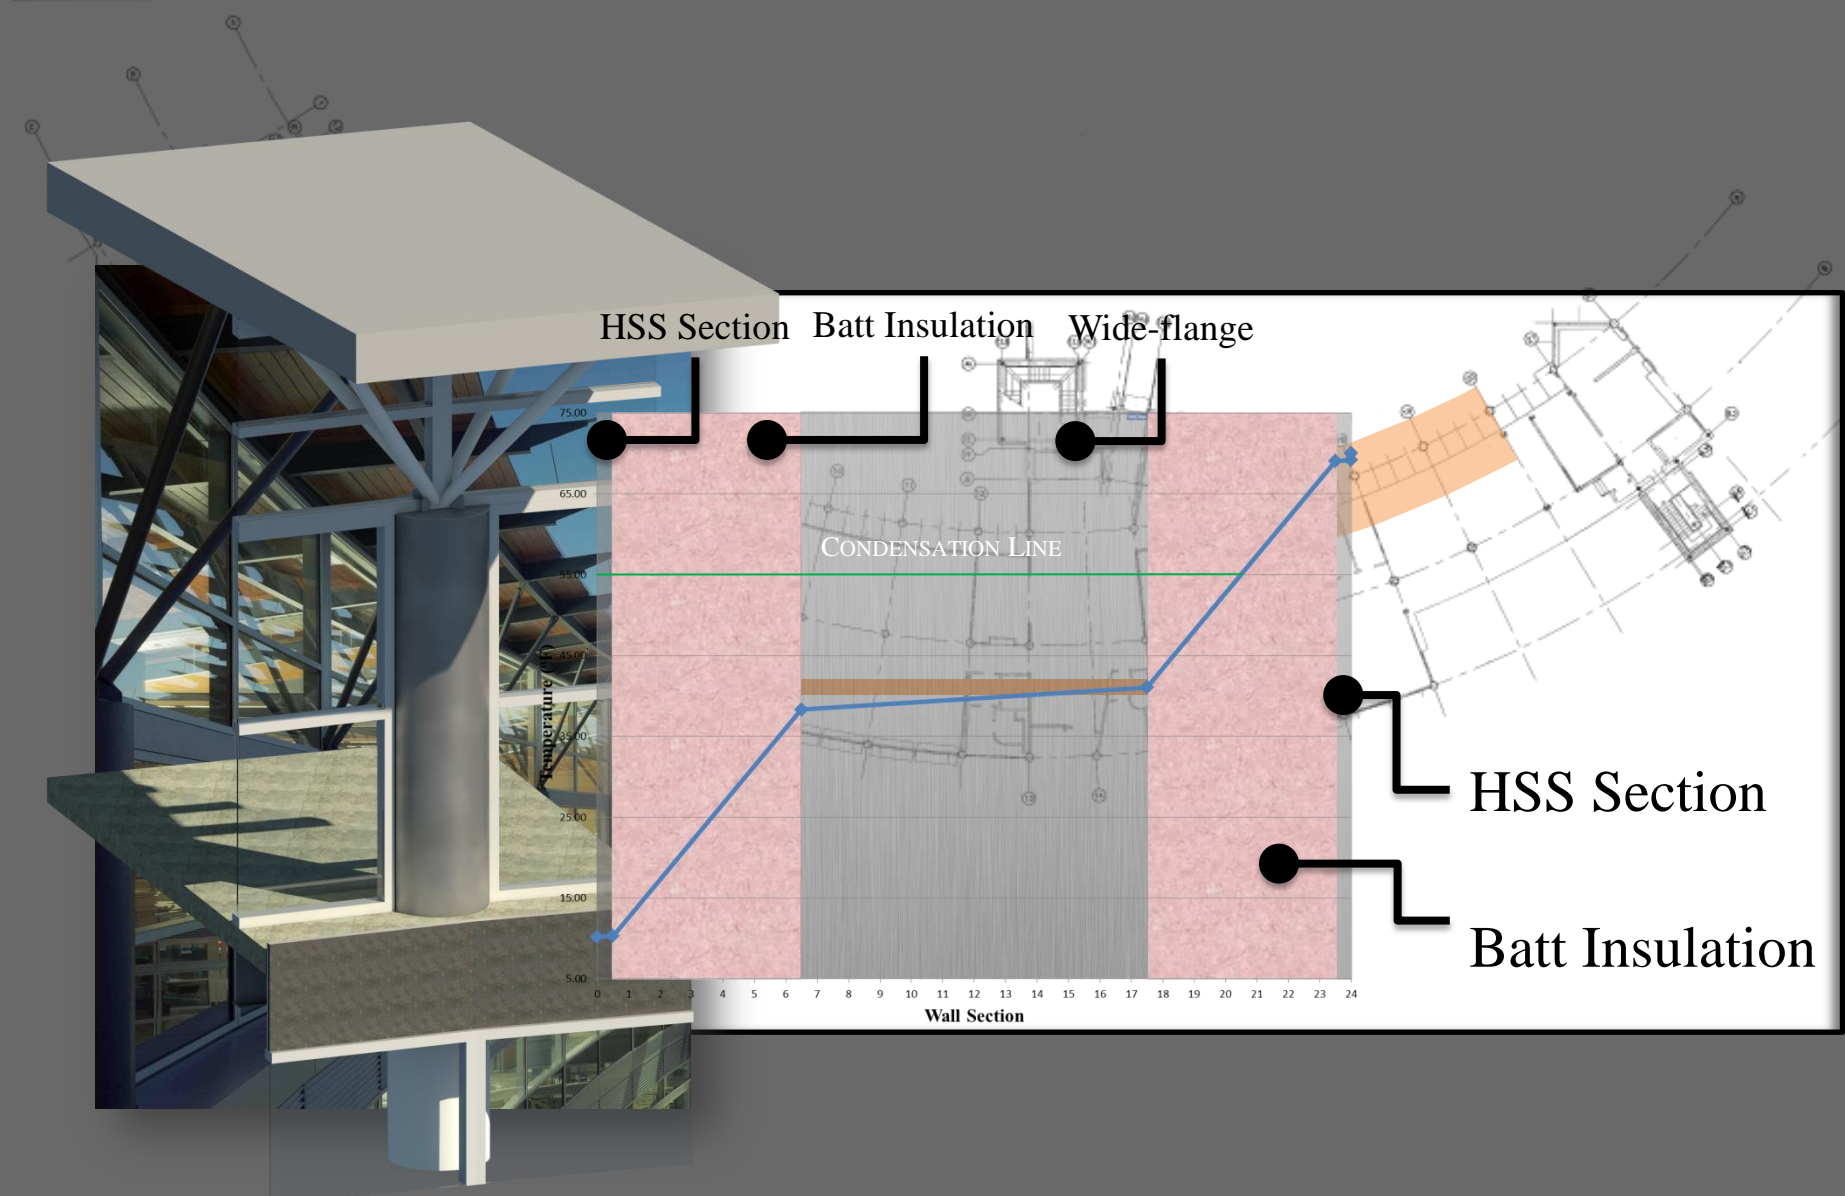 HSS Section
Batt Insulation
Wide-flange
75.00
65.00
CONDENSATION LINE
55.00
45.00
Temperature (°F)
35.00
25.00
15.00
5.00
0 1 2 3 4 5 6 7 8 9 10 11 12 13 14 15 16 17 18 19 20 21 22 23 24
Wall Section
HSS Section
Batt Insulation